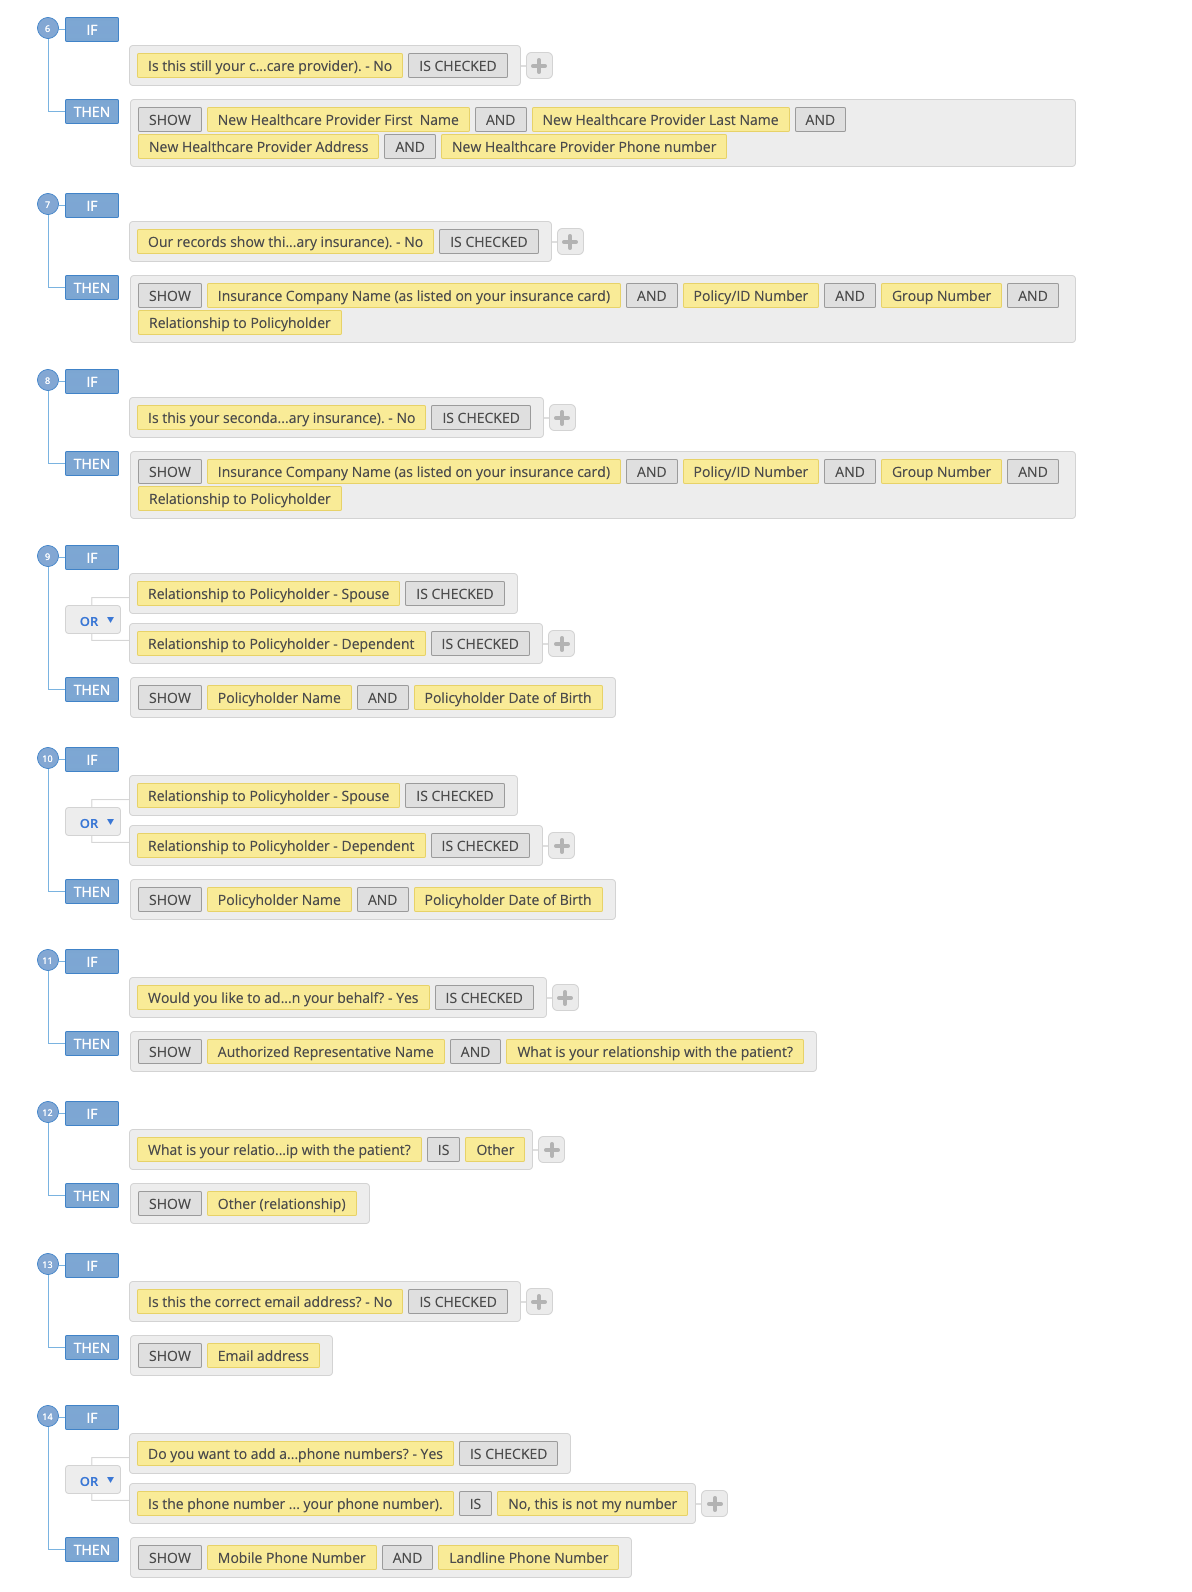 6 IF
Is this still your c...care provider). - No IS CHECKED
THEN SHOW New Healthcare Provider First  Name AND New Healthcare Provider Last Name AND
New Healthcare Provider Address AND New Healthcare Provider Phone number
7 IF
Our records show thi...ary insurance). - No IS CHECKED
THEN SHOW Insurance Company Name (as listed on your insurance card) AND Policy/ID Number AND Group Number AND
Relationship to Policyholder
8 IF
Is this your seconda...ary insurance). - No IS CHECKED
THEN SHOW Insurance Company Name (as listed on your insurance card) AND Policy/ID Number AND Group Number AND
Relationship to Policyholder
9 IF
Relationship to Policyholder - Spouse IS CHECKED
OR
Relationship to Policyholder - Dependent IS CHECKED
THEN SHOW Policyholder Name AND Policyholder Date of Birth
10 IF
Relationship to Policyholder - Spouse IS CHECKED
OR
Relationship to Policyholder - Dependent IS CHECKED
THEN SHOW Policyholder Name AND Policyholder Date of Birth
11 IF
Would you like to ad...n your behalf? - Yes IS CHECKED
THEN SHOW Authorized Representative Name AND What is your relationship with the patient?
12 IF
What is your relatio...ip with the patient? IS Other
THEN SHOW Other (relationship)
13 IF
Is this the correct email address? - No IS CHECKED
THEN SHOW Email address
14 IF
Do you want to add a...phone numbers? - Yes IS CHECKED
OR
Is the phone number ... your phone number). IS No, this is not my number
THEN SHOW Mobile Phone Number AND Landline Phone Number